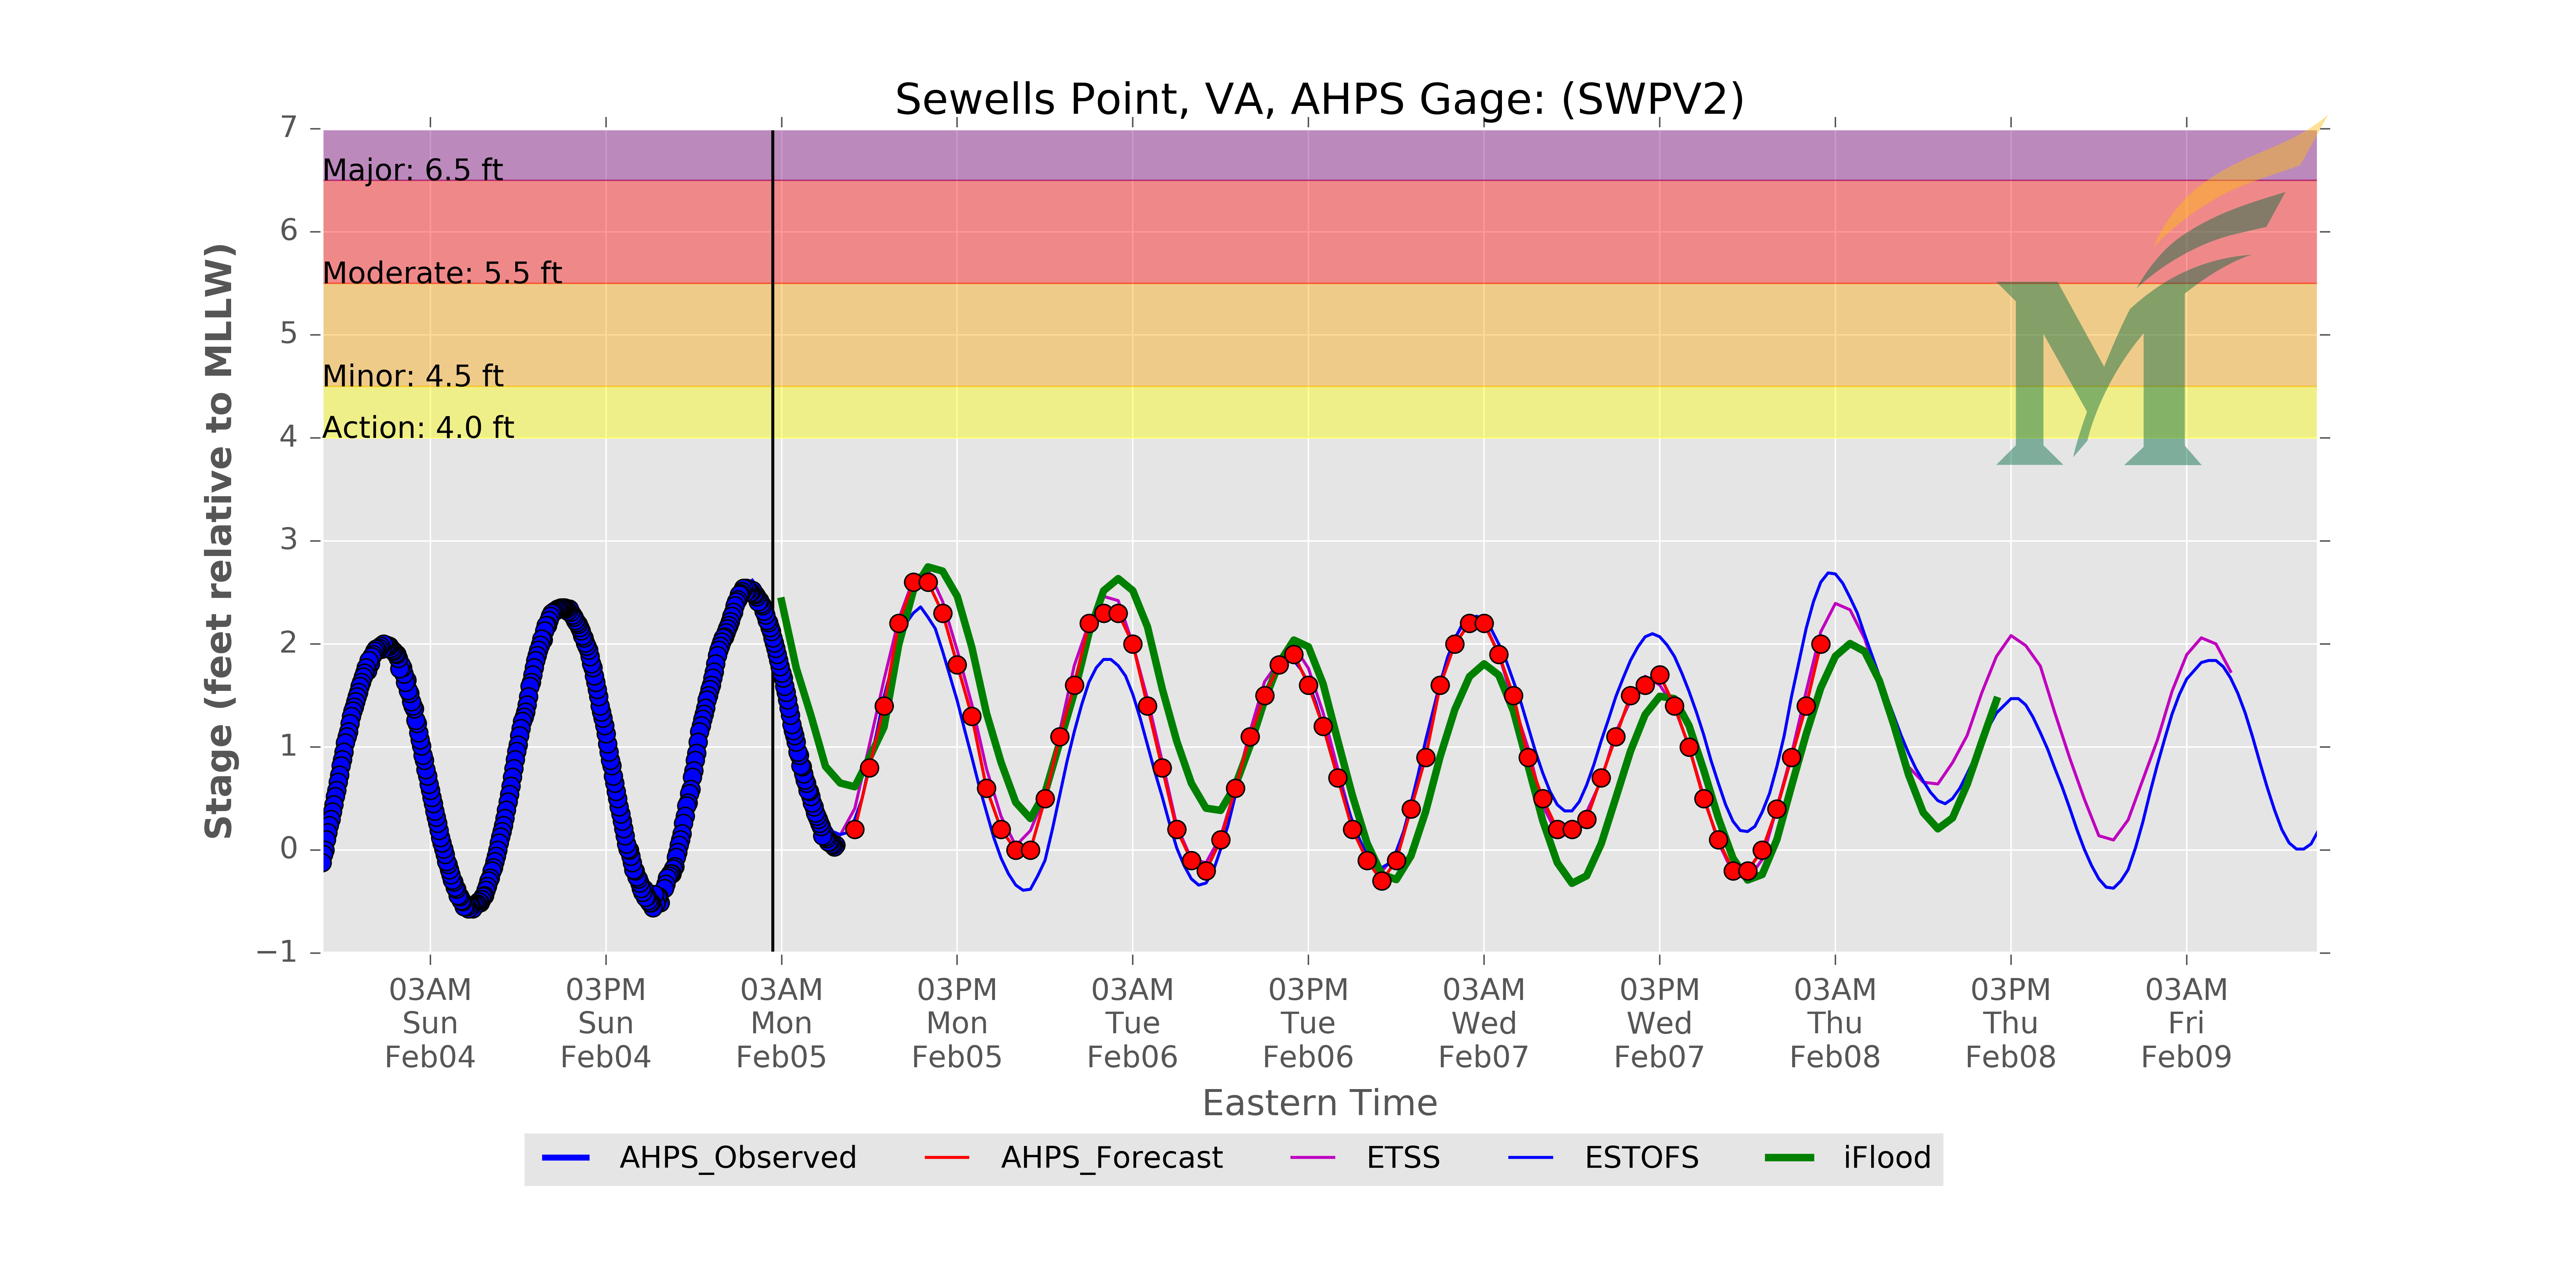 Sewells Point, VA, AHPS Gage: (SWPV2)
Stage (feet relative to MLLW)
7
6
5
4
3
2
1
0
−1
Major: 6.5 ft
Moderate: 5.5 ft
Minor: 4.5 ft
Action: 4.0 ft
M
03AM 03PM 03AM 03PM 03AM 03PM 03AM 03PM 03AM 03PM 03AM
Sun Sun Mon Mon Tue Tue Wed Wed Thu Thu Fri
Feb04 Feb04 Feb05 Feb05 Feb06 Feb06 Feb07 Feb07 Feb08 Feb08 Feb09
Eastern Time
AHPS_Observed AHPS_Forecast ETSS ESTOFS iFlood